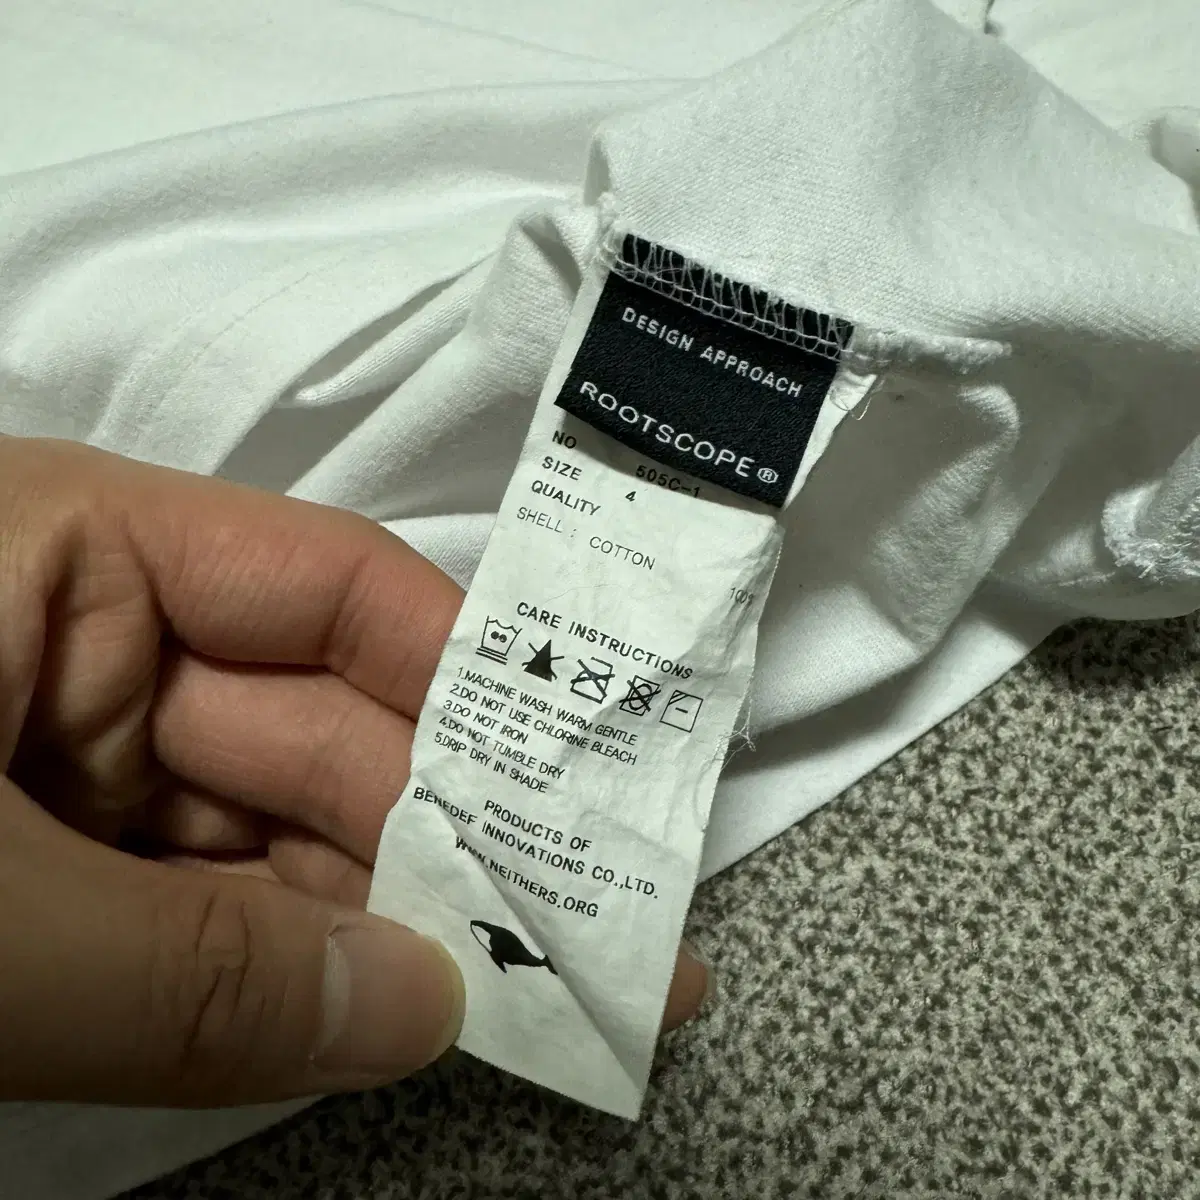 DESIGN APPROACH
ROOTSCOPE®
NO 505C-1
SIZE 4
QUALITY
SHELL : COTTON 100%
CARE INSTRUCTIONS
1.MACHINE WASH WARM GENTLE
2.DO NOT USE CHLORINE BLEACH
3.DO NOT IRON
4.DO NOT TUMBLE DRY
5.DRIP DRY IN SHADE
PRODUCTS OF
BENEDEF INNOVATIONS CO.,LTD.
WWW.NEITHERS.ORG